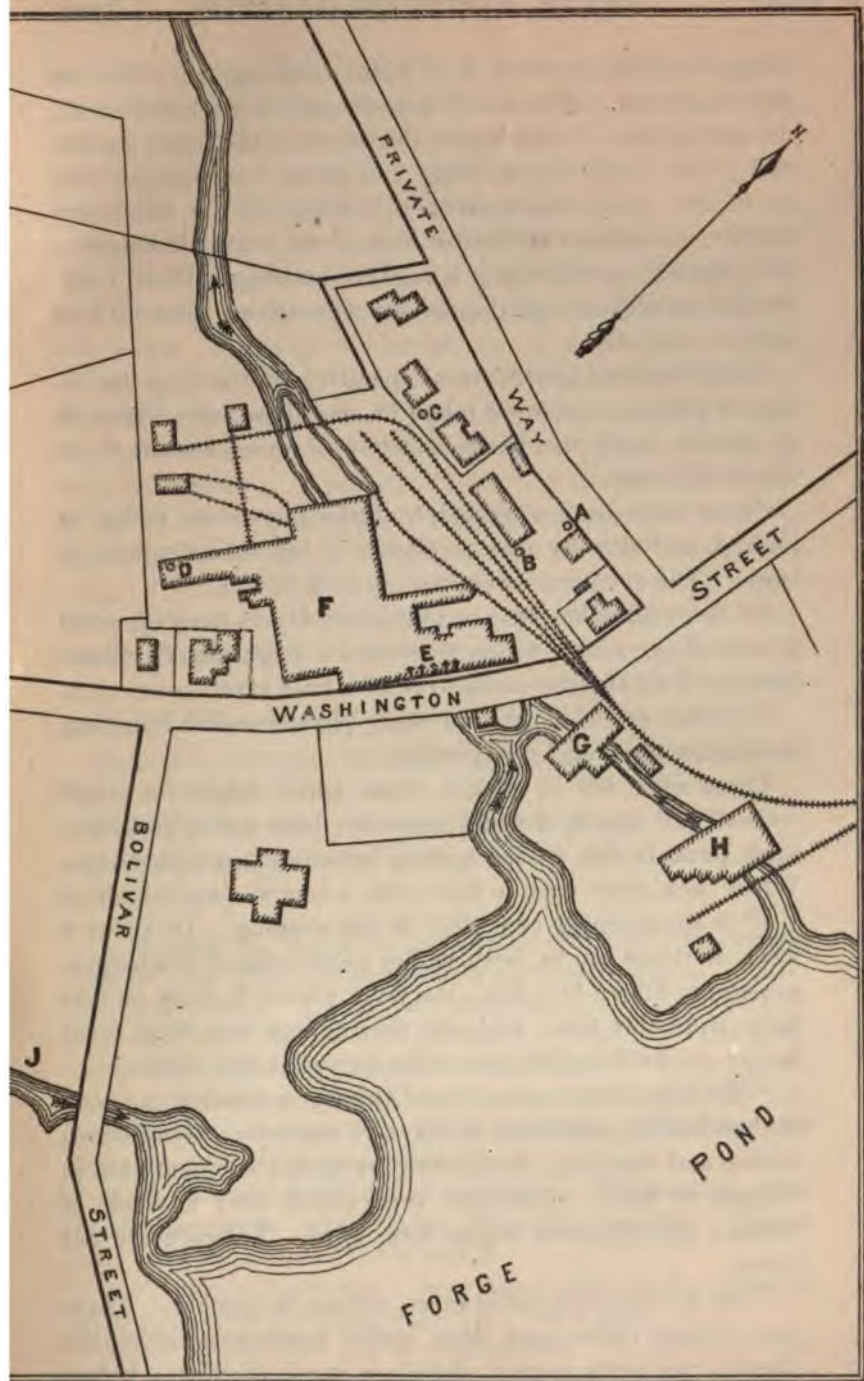 N.
PRIVATE
WAY
C
A
B
STREET
D
F
E
WASHINGTON
G
H
BOLIVAR
STREET
J
FORGE
POND